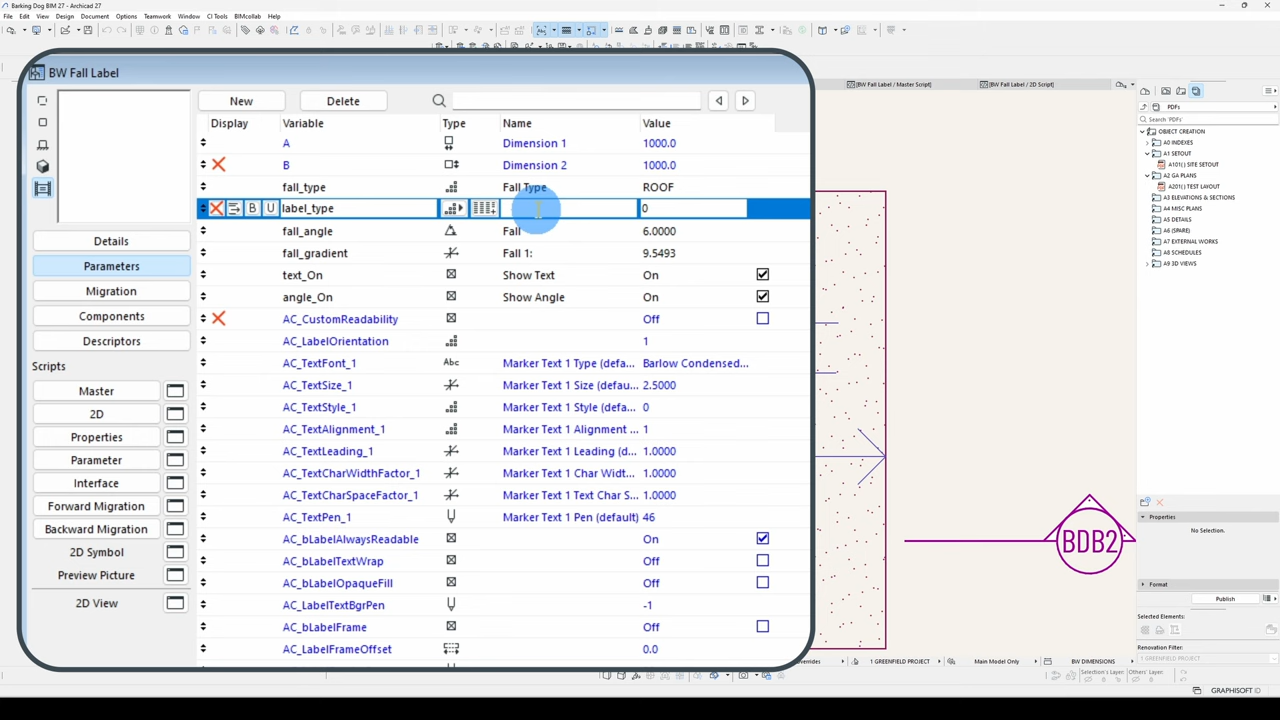 Barking Dog BIM 27 - Archicad 27
File Edit View Design Document Options Teamwork Window CI Tools BIMcollab Help
BW Fall Label
[BW Fall Label / Master Script]
[BW Fall Label / 2D Script]
New
Delete
Display Variable Type Name Value
A Dimension 1 1000.0
B Dimension 2 1000.0
fall_type Fall Type ROOF
B U label_type 0
fall_angle Fall 6.0000
fall_gradient Fall 1: 9.5493
text_On Show Text On
angle_On Show Angle On
AC_CustomReadability Off
AC_LabelOrientation 1
AC_TextFont_1 Abc Marker Text 1 Type (defa... Barlow Condensed...
AC_TextSize_1 Marker Text 1 Size (defau... 2.5000
AC_TextStyle_1 Marker Text 1 Style (defa... 0
AC_TextAlignment_1 Marker Text 1 Alignment ... 1
AC_TextLeading_1 Marker Text 1 Leading (d... 1.0000
AC_TextCharWidthFactor_1 Marker Text 1 Char Widt... 1.0000
AC_TextCharSpaceFactor_1 Marker Text 1 Text Char S... 1.0000
AC_TextPen_1 Marker Text 1 Pen (default) 46
AC_bLabelAlwaysReadable On
AC_bLabelTextWrap Off
AC_bLabelOpaqueFill Off
AC_LabelTextBgrPen -1
AC_bLabelFrame Off
AC_LabelFrameOffset 0.0
Details
Parameters
Migration
Components
Descriptors
Scripts
Master
2D
Properties
Parameter
Interface
Forward Migration
Backward Migration
2D Symbol
Preview Picture
2D View
BDB2
PDFs
Search 'PDFs'
OBJECT CREATION
A0 INDEXES
A1 SETOUT
A101( ) SITE SETOUT
A2 GA PLANS
A201( ) TEST LAYOUT
A3 ELEVATIONS & SECTIONS
A4 MISC PLANS
A5 DETAILS
A6 (SPARE)
A7 EXTERNAL WORKS
A8 SCHEDULES
A9 3D VIEWS
Properties
No Selection.
Format
Publish
Selected Elements:
Renovation Filter:
1 GREENFIELD PROJECT
1 GREENFIELD PROJECT
Main Model Only
BW DIMENSIONS
Selection's Layer:
Others' Layer:
GRAPHISOFT ID